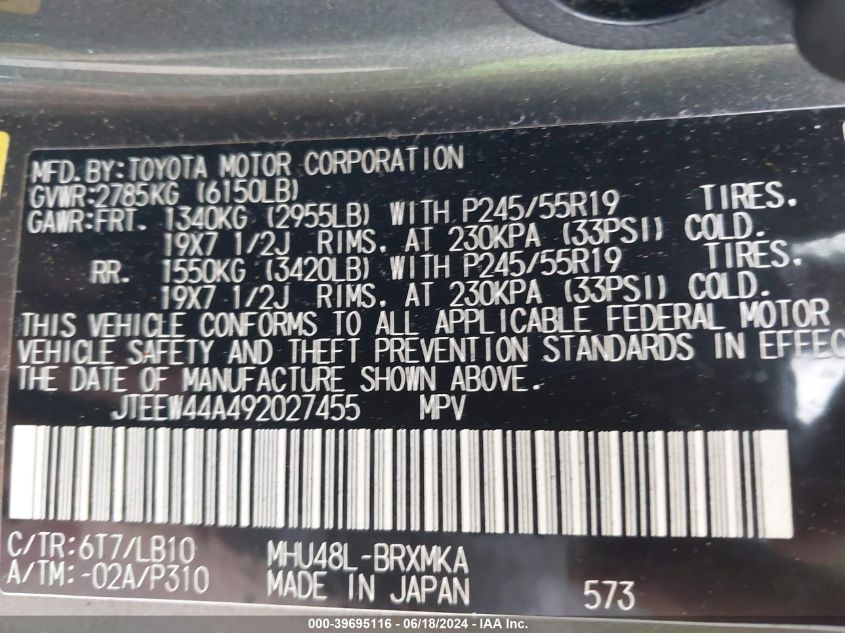 MFD. BY: TOYOTA MOTOR CORPORATION
GVWR: 2785KG (6150LB)
GAWR: FRT. 1340KG (2955LB) WITH P245/55R19 TIRES.
19X7 1/2J RIMS. AT 230KPA (33PSI) COLD.
RR. 1550KG (3420LB) WITH P245/55R19 TIRES.
19X7 1/2J RIMS. AT 230KPA (33PSI) COLD.
THIS VEHICLE CONFORMS TO ALL APPLICABLE FEDERAL MOTOR
VEHICLE SAFETY AND THEFT PREVENTION STANDARDS IN EFFEC
THE DATE OF MANUFACTURE SHOWN ABOVE.
JTEEW44A492027455 MPV
C/TR: 6T7/LB10 MHU48L-BRXMKA
A/TM: -02A/P310 MADE IN JAPAN 573
000-39695116 - 06/18/2024 - © IAA Inc.